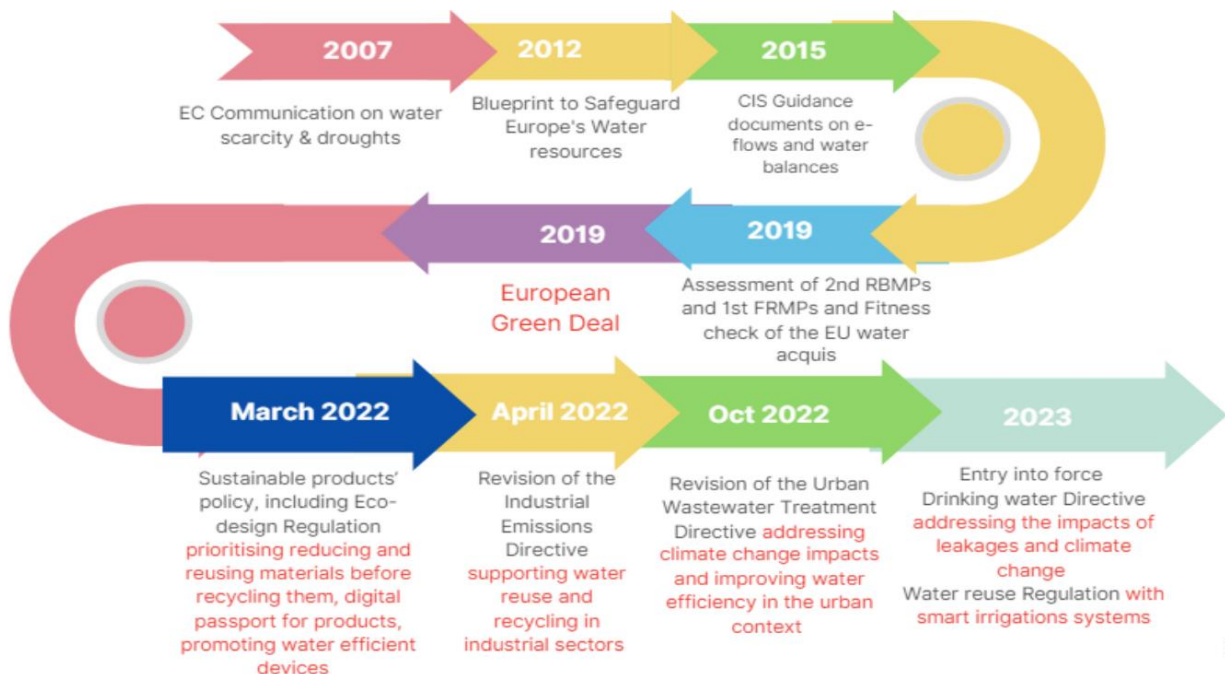 2007
EC Communication on water
scarcity & droughts
2012
Blueprint to Safeguard
Europe's Water
resources
2015
CIS Guidance
documents on e-
flows and water
balances
2019
Assessment of 2nd RBMPs
and 1st FRMPs and Fitness
check of the EU water
acquis
2019
European
Green Deal
March 2022
Sustainable products'
policy, including Eco-
design Regulation
prioritising reducing and
reusing materials before
recycling them, digital
passport for products,
promoting water efficient
devices
April 2022
Revision of the
Industrial
Emissions
Directive
supporting water
reuse and
recycling in
industrial sectors
Oct 2022
Revision of the Urban
Wastewater Treatment
Directive addressing
climate change impacts
and improving water
efficiency in the urban
context
2023
Entry into force
Drinking water Directive
addressing the impacts of
leakages and climate
change
Water reuse Regulation with
smart irrigations systems